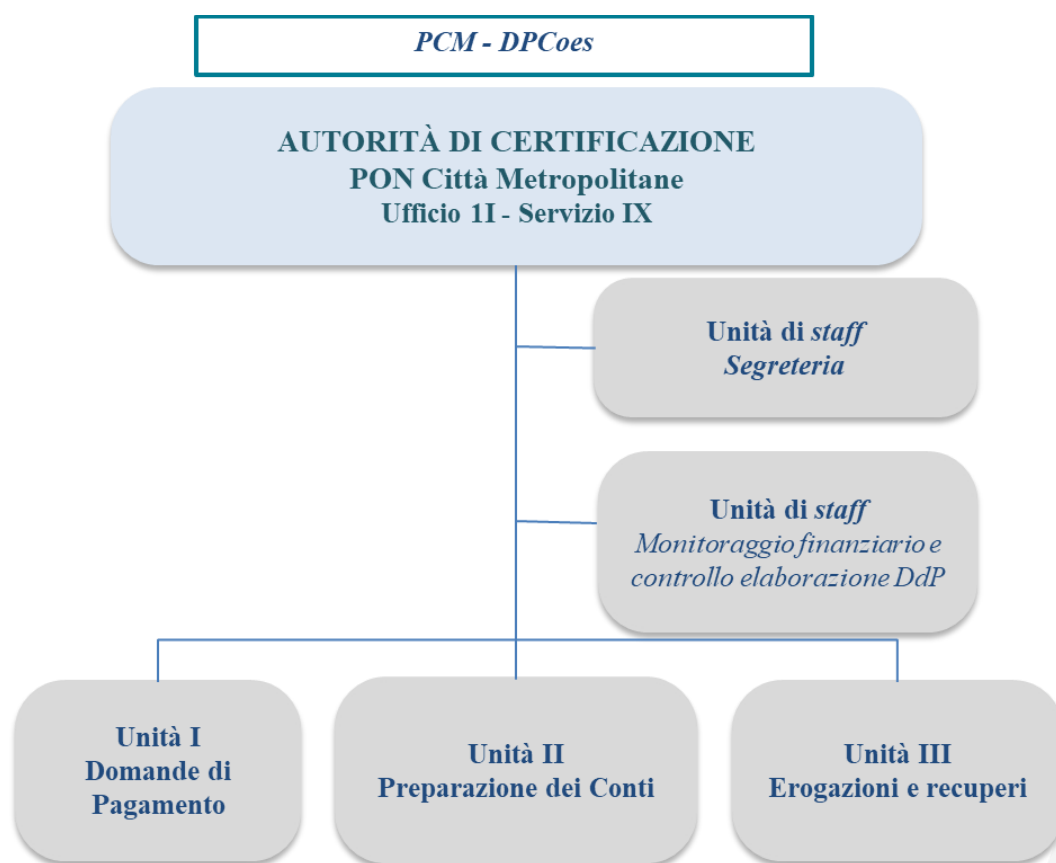 PCM - DPCoes
AUTORITÀ DI CERTIFICAZIONE
PON Città Metropolitane
Ufficio 1I - Servizio IX
Unità di staff
Segreteria
Unità di staff
Monitoraggio finanziario e
controllo elaborazione DdP
Unità I
Domande di
Pagamento
Unità II
Preparazione dei Conti
Unità III
Erogazioni e recuperi